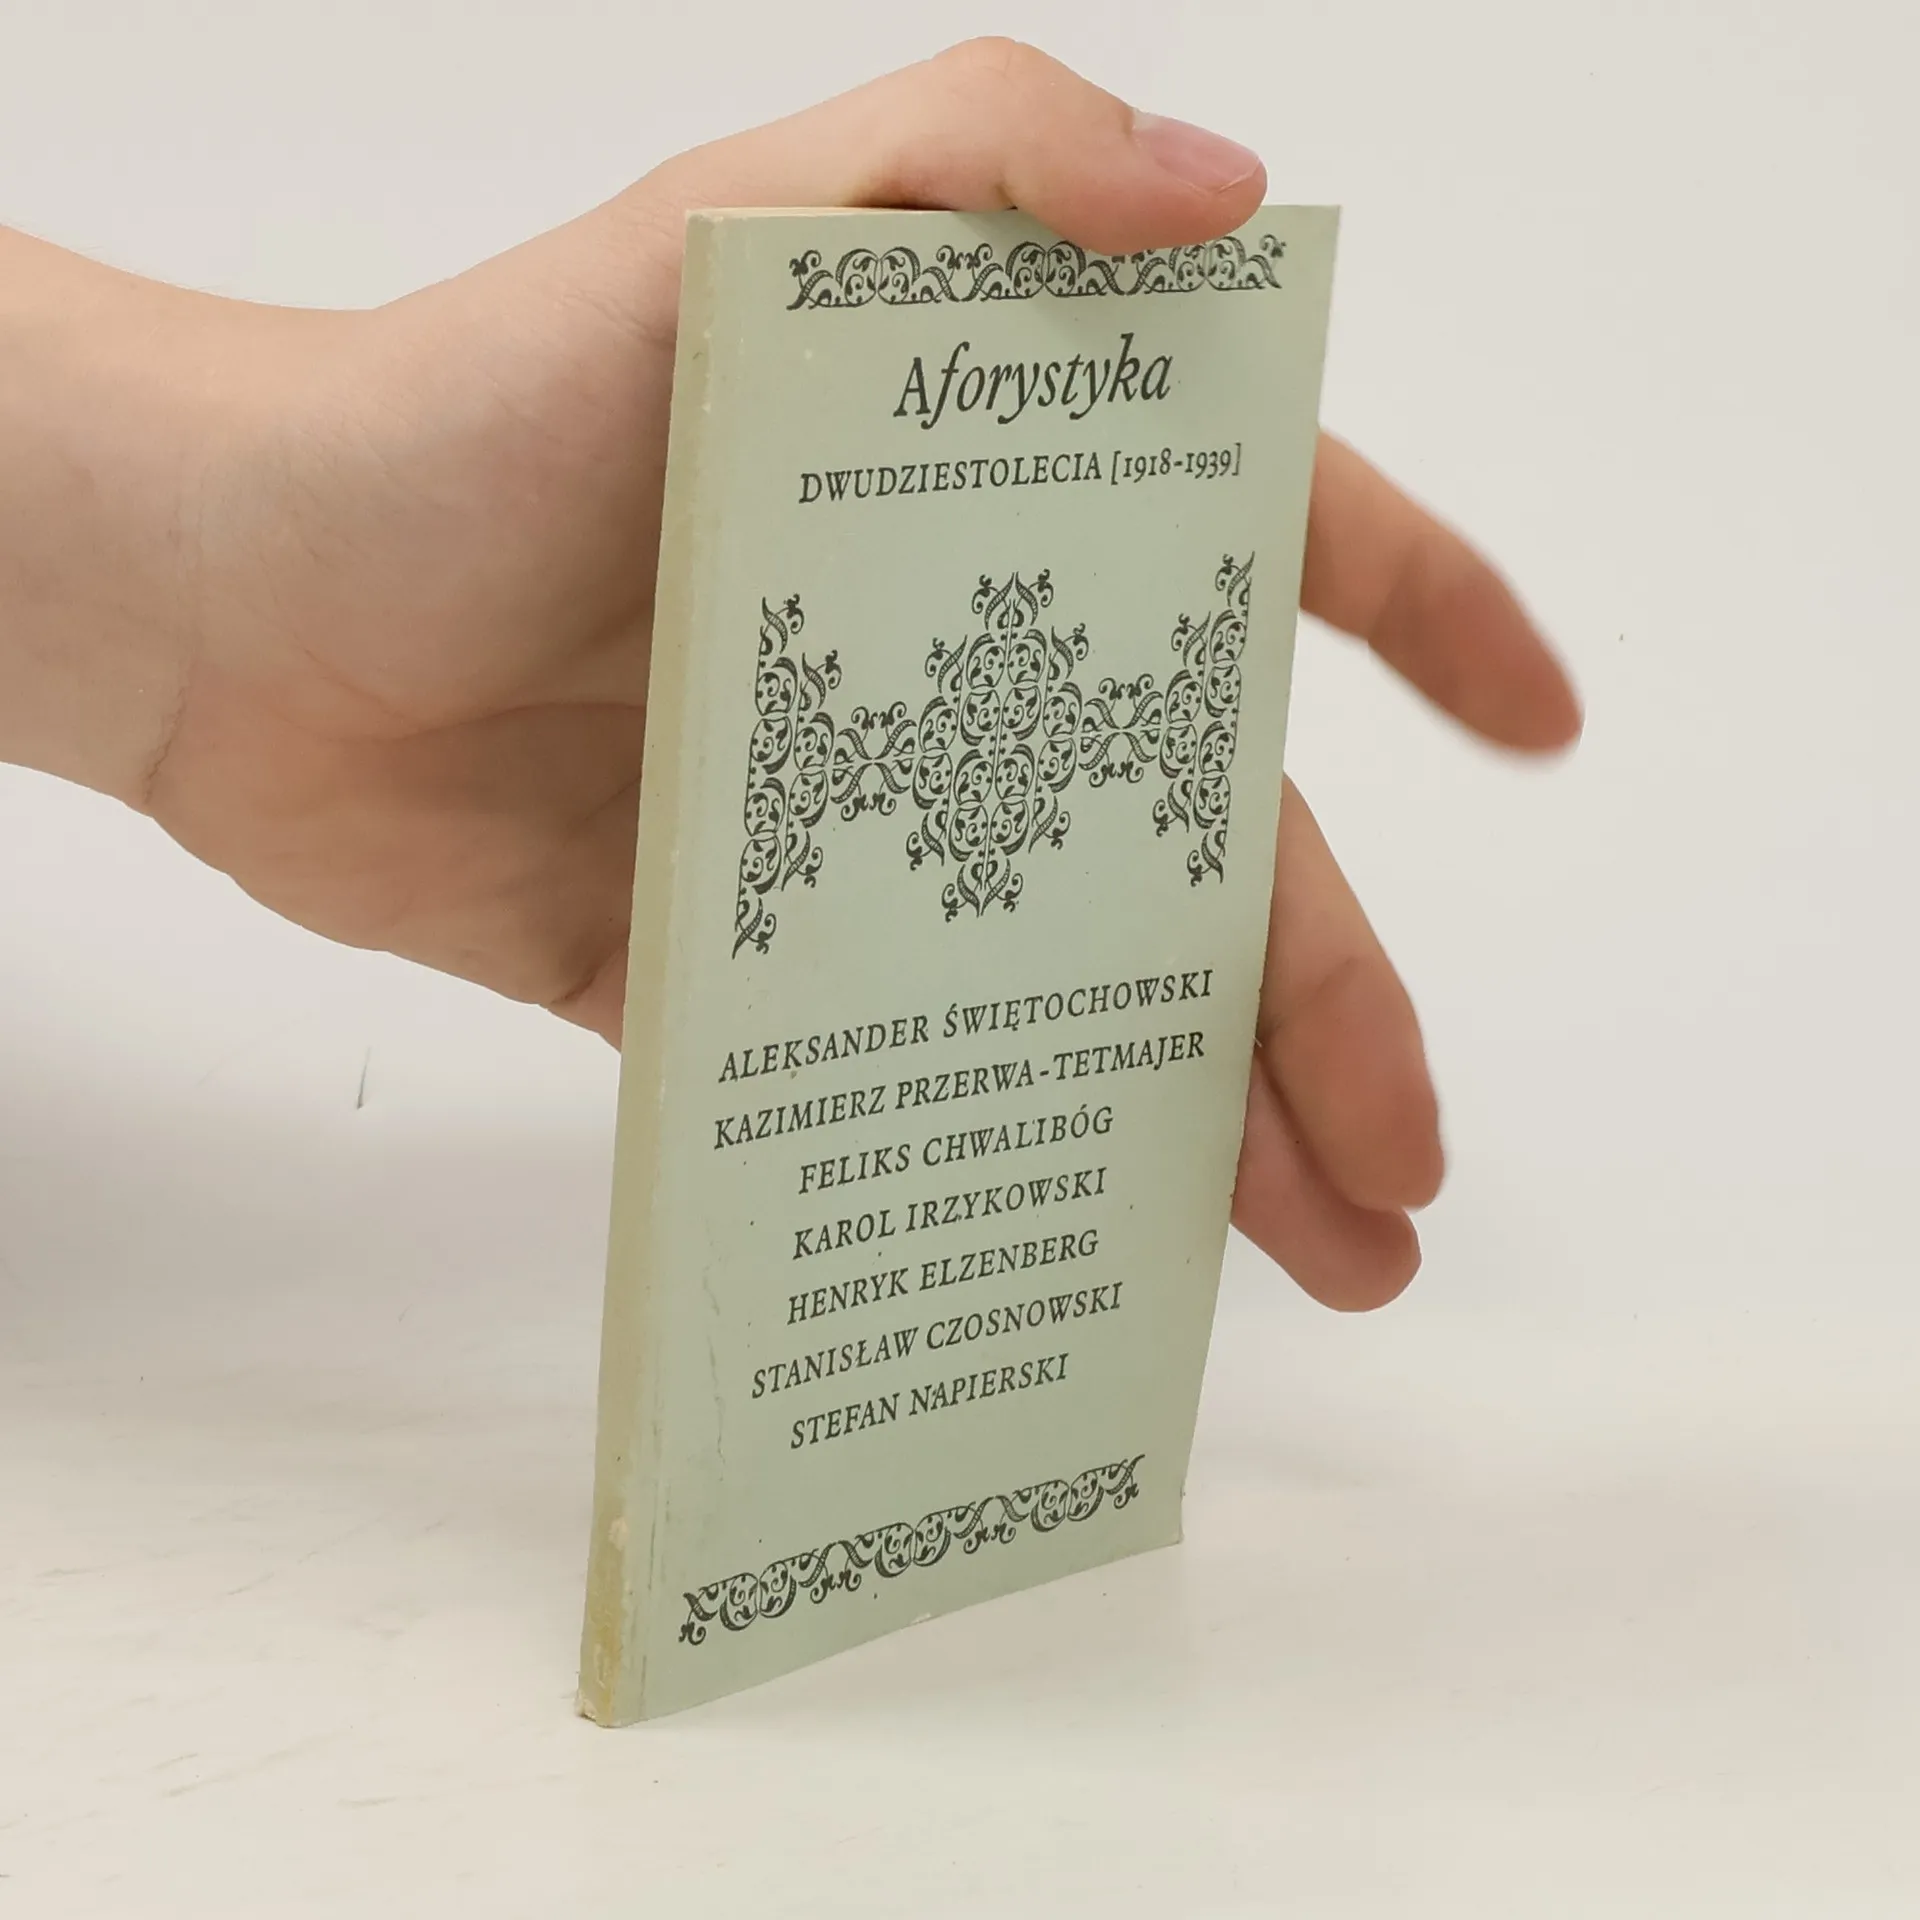 Aforystyka
DWUDZIESTOLECIA [1918-1939]
ALEKSANDER ŚWIĘTOCHOWSKI
KAZIMIERZ PRZERWA-TETMAJER
FELIKS CHWALIBÓG
KAROL IRZYKOWSKI
HENRYK ELZENBERG
STANISŁAW CZOSNOWSKI
STEFAN NAPIERSKI